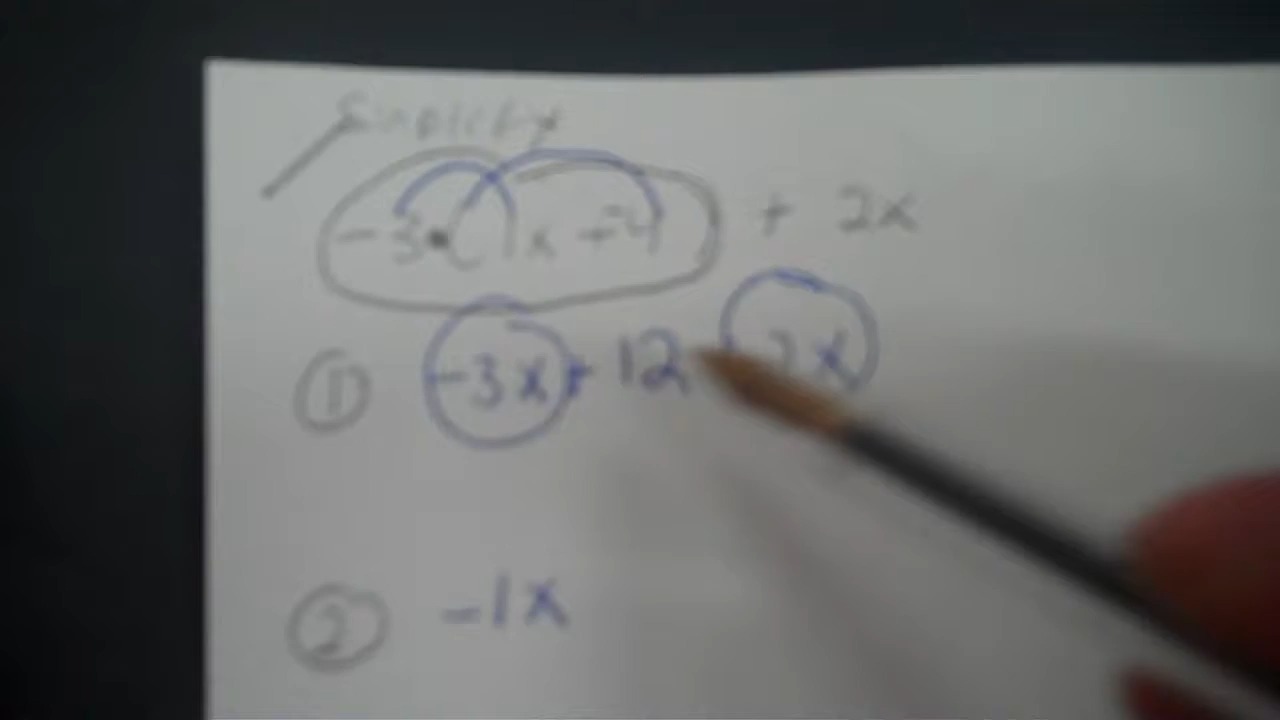 Simplify
-3•(1x+-4) + 2x
① -3x + 12 + 2x
② -1x